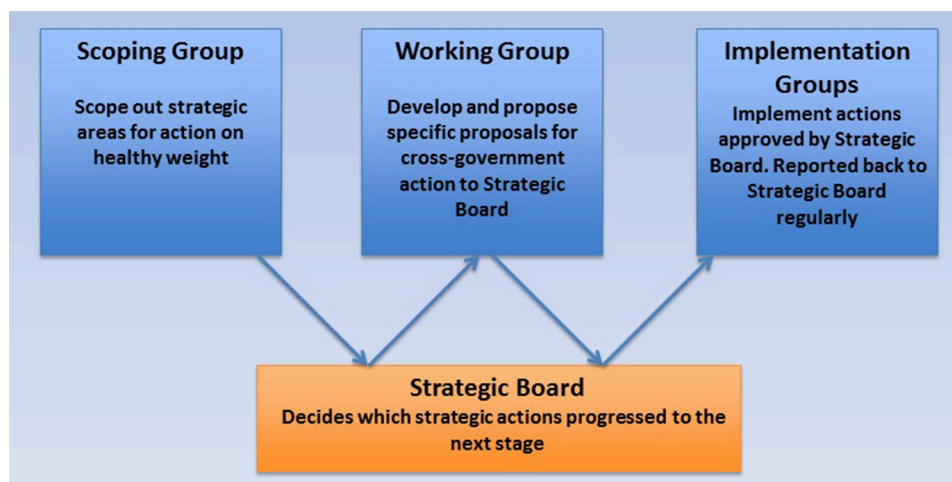 Scoping Group
Scope out strategic
areas for action on
healthy weight
Working Group
Develop and propose
specific proposals for
cross-government
action to Strategic
Board
Implementation
Groups
Implement actions
approved by Strategic
Board. Reported back to
Strategic Board
regularly
Strategic Board
Decides which strategic actions progressed to the
next stage